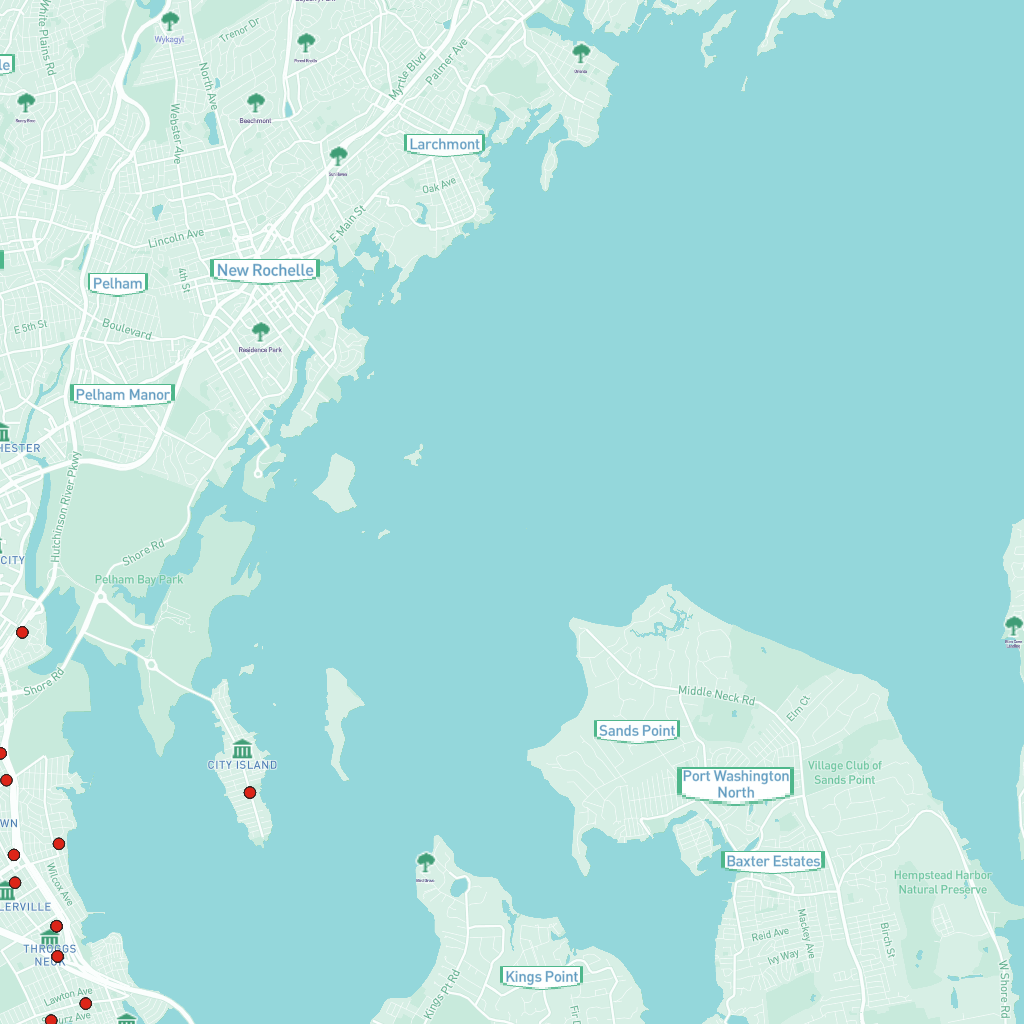 White Plains Rd
Trenor Dr
Wykagyl
Myrtle Blvd
Palmer Ave
North Ave
Webster Ave
Beechmont
Larchmont
Oak Ave
E Main St
Lincoln Ave
4th St
New Rochelle
Pelham
E 5th St
Boulevard
Residence Park
Pelham Manor
HESTER
Hutchinson River Pkwy
CITY
Shore Rd
Pelham Bay Park
Shore Rd
Middle Neck Rd
Elm Ct
Sands Point
CITY ISLAND
Village Club of
Sands Point
Port Washington
North
WN
Baxter Estates
Wilcox Ave
Hempstead Harbor
Natural Preserve
LERVILLE
Mackey Ave
Birch St
Reid Ave
THROGGS
NECK
Ivy Way
Kings Point
Kings Pt Rd
W Shore Rd
Lawton Ave